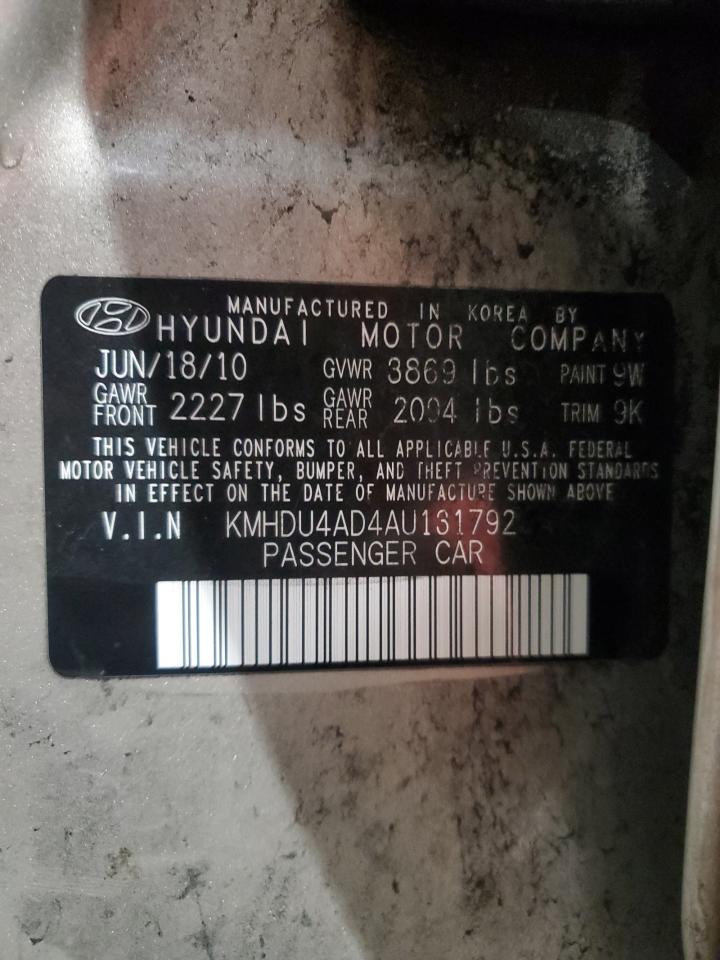 MANUFACTURED IN KOREA BY
HYUNDAI MOTOR COMPANY
JUN/18/10 GVWR 3869 lbs PAINT 9W
GAWR FRONT 2227 lbs GAWR REAR lbs TRIM 9K
THIS VEHICLE CONFORMS TO ALL APPLICABLE U.S.A. FEDERAL
MOTOR VEHICLE SAFETY, BUMPER, AND THEFT PREVENTION STANDARDS
IN EFFECT ON THE DATE OF MANUFACTURE SHOWN ABOVE
V.I.N KMHDU4AD4AU131792
PASSENGER CAR